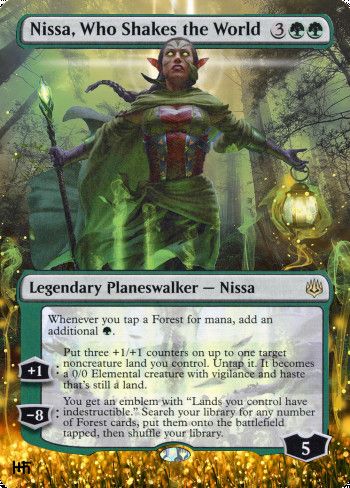 Nissa, Who Shakes the World 3
Legendary Planeswalker — Nissa
Whenever you tap a Forest for mana, add an
additional .
+1: Put three +1/+1 counters on up to one target
noncreature land you control. Untap it. It becomes
a 0/0 Elemental creature with vigilance and haste
that's still a land.
-8: You get an emblem with “Lands you control have
indestructible.” Search your library for any number
of Forest cards, put them onto the battlefield
tapped, then shuffle your library.
5